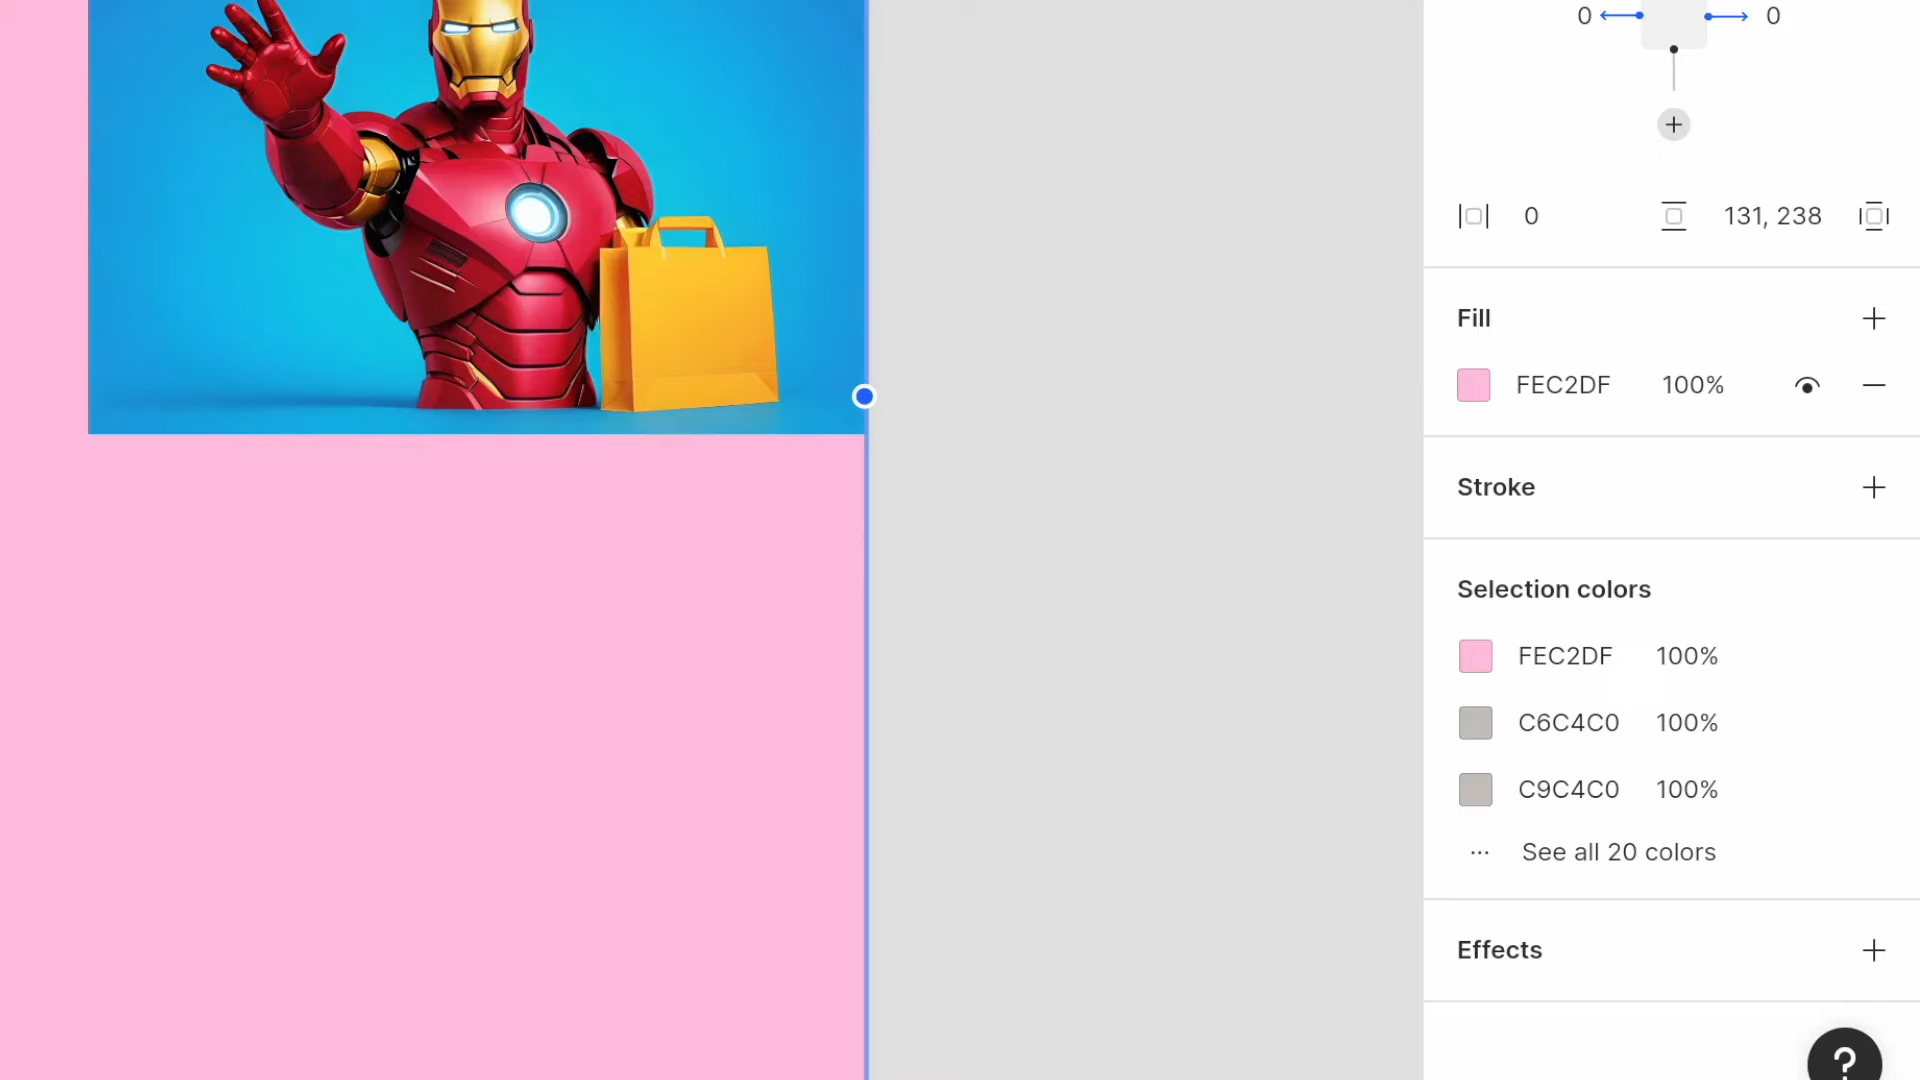 0 0
0 131, 238
Fill
FEC2DF 100%
Stroke
Selection colors
FEC2DF 100%
C6C4C0 100%
C9C4C0 100%
See all 20 colors
Effects
?